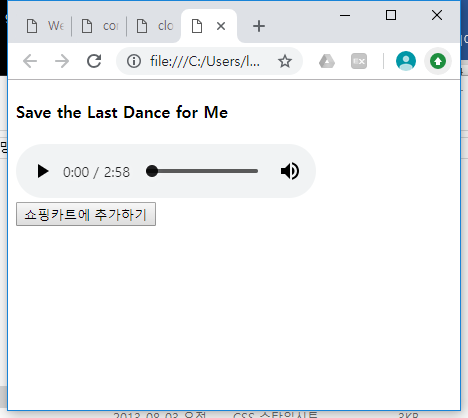 We
cor
clo
file:///C:/Users/l...
Save the Last Dance for Me
0:00 / 2:58
쇼핑카트에 추가하기
2013-08-03 오전
CSS 스타일시트
3KB